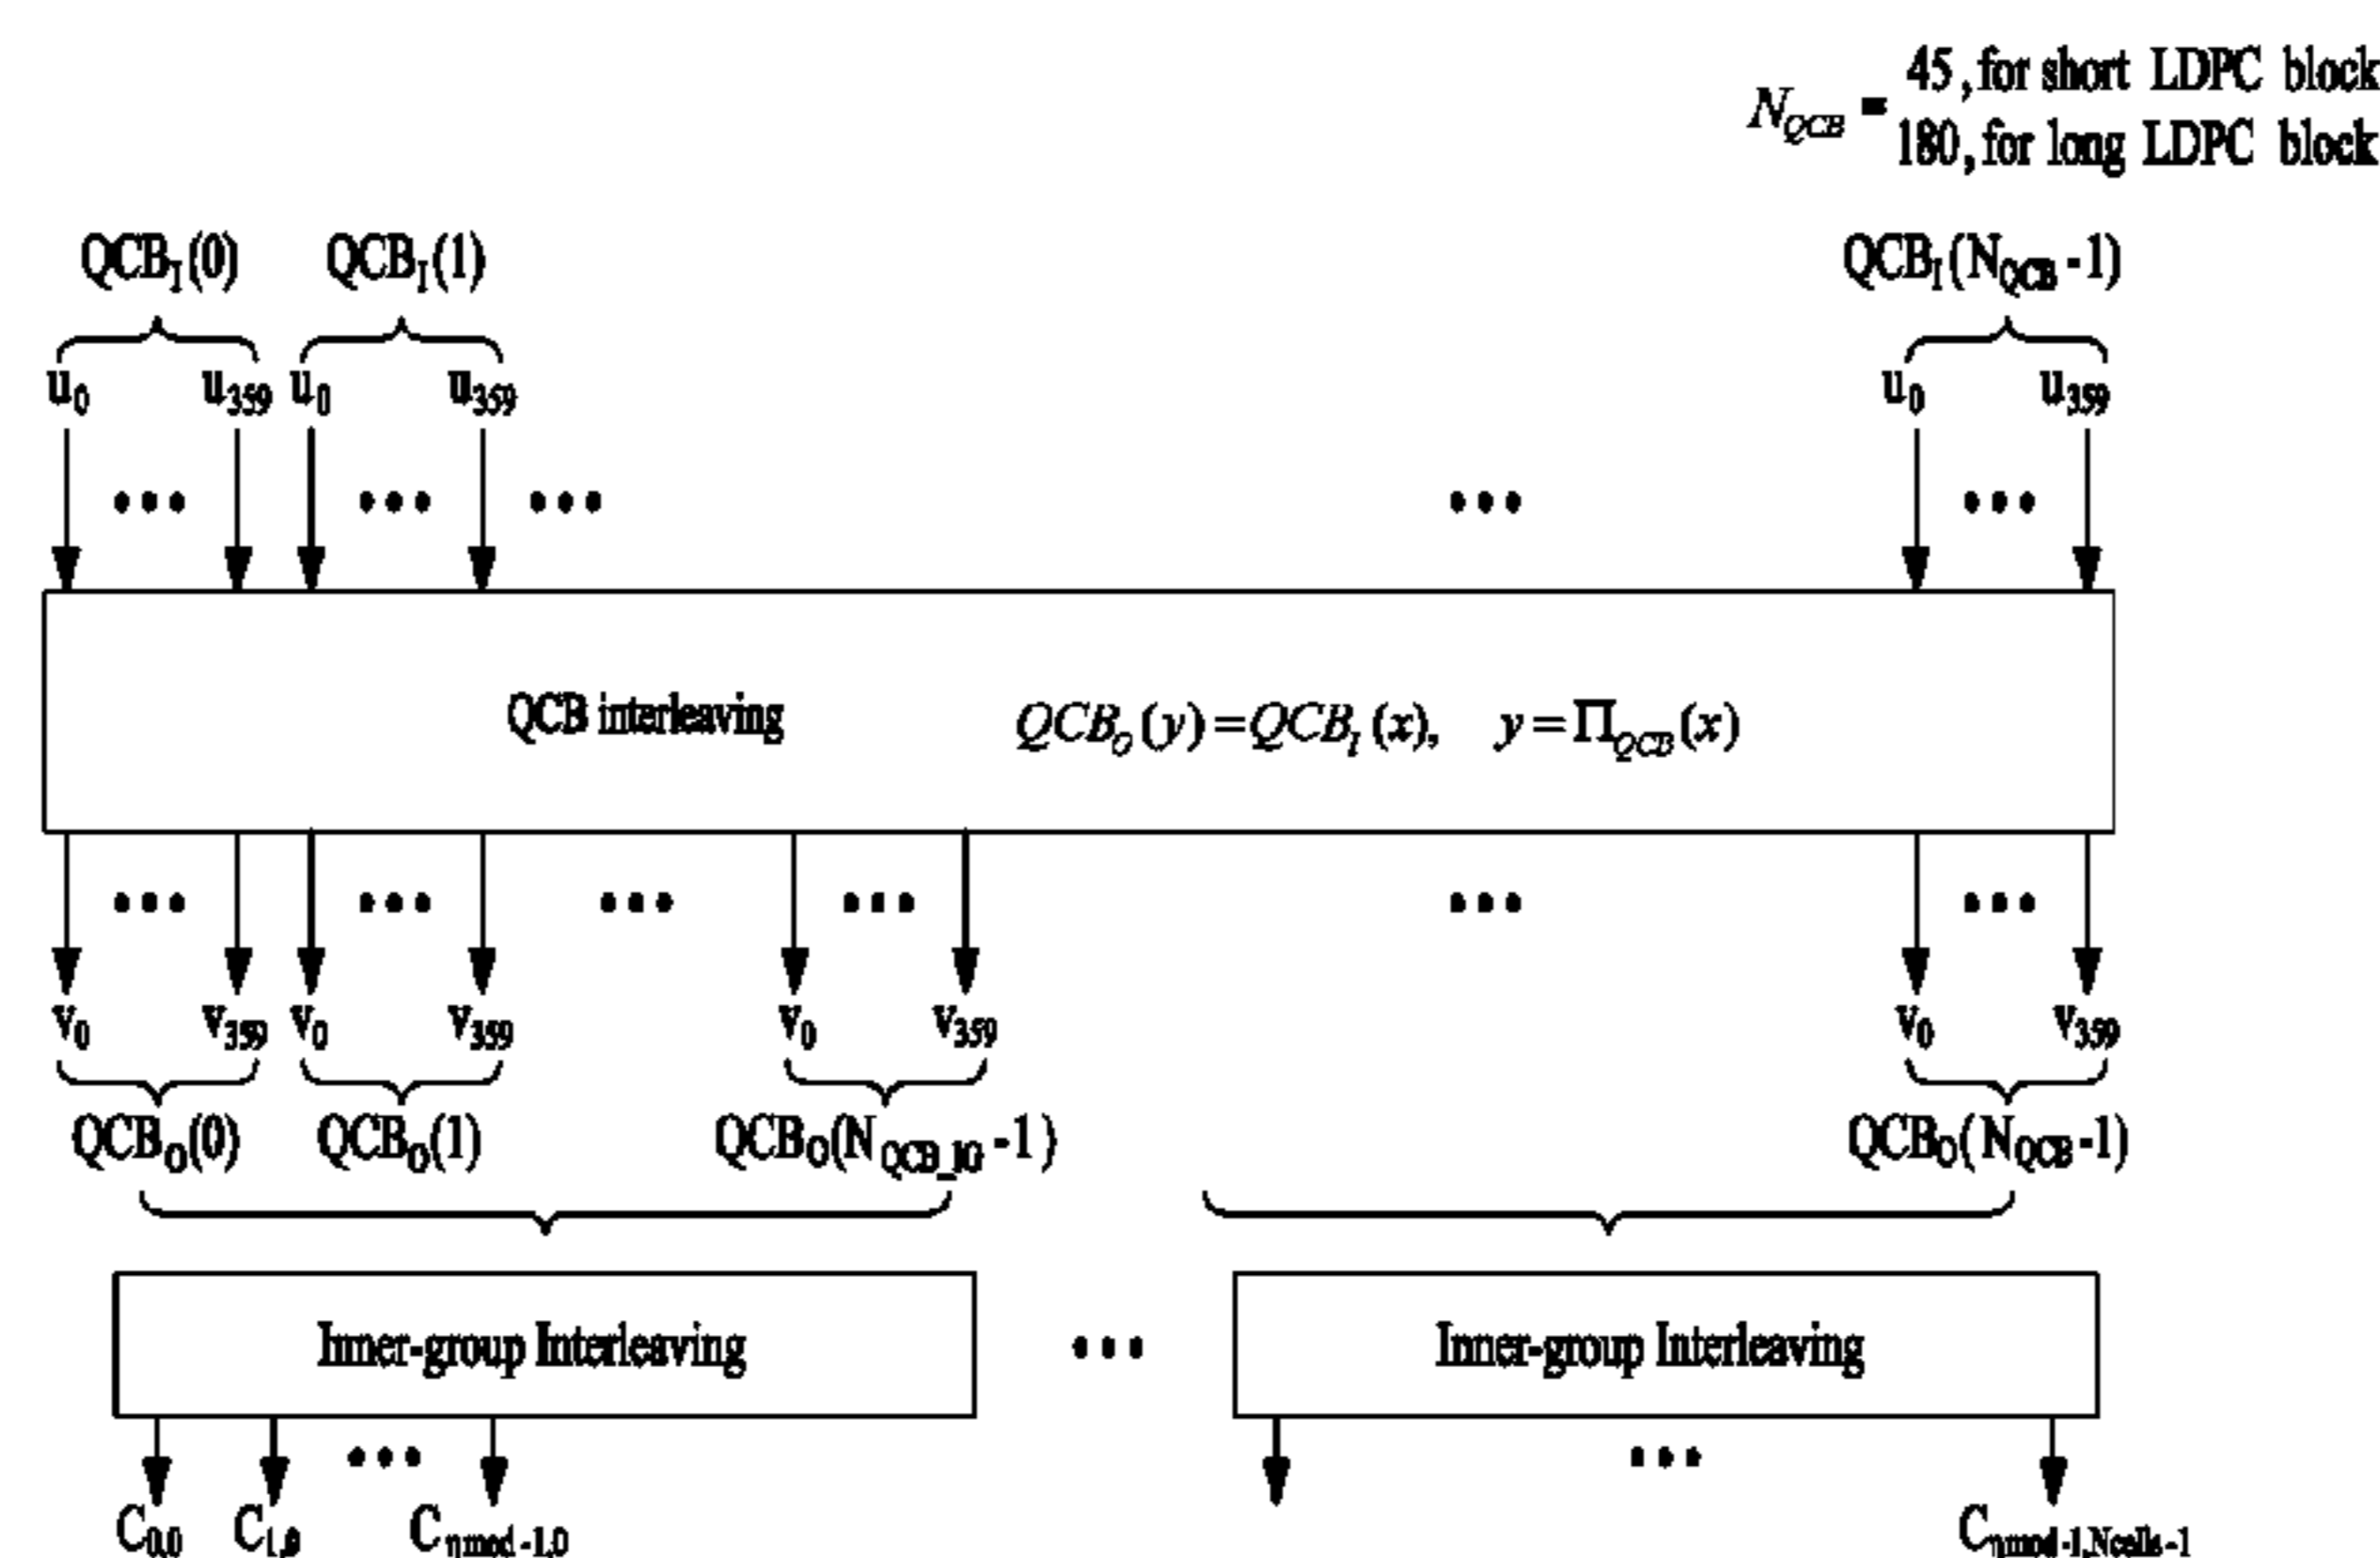 45, for short LDPC block
N_QCB =
180, for long LDPC block
QCB_I(0) QCB_I(1) QCB_I(N_QCB-1)
u_0 u_359 u_0 u_359 u_0 u_359
... ... ... ... ...
QCB interleaving QCB_O(y)=QCB_I(x), y=Π_QCB(x)
... ... ... ... ... ...
v_0 v_359 v_0 v_359 v_0 v_359 v_0 v_359
QCB_O(0) QCB_O(1) QCB_O(N_QCB_IG-1) QCB_O(N_QCB-1)
Inner-group Interleaving ... Inner-group Interleaving
... ...
C_0,0 C_1,0 C_ηmod-1,0 C_ηmod-1,Ncells-1